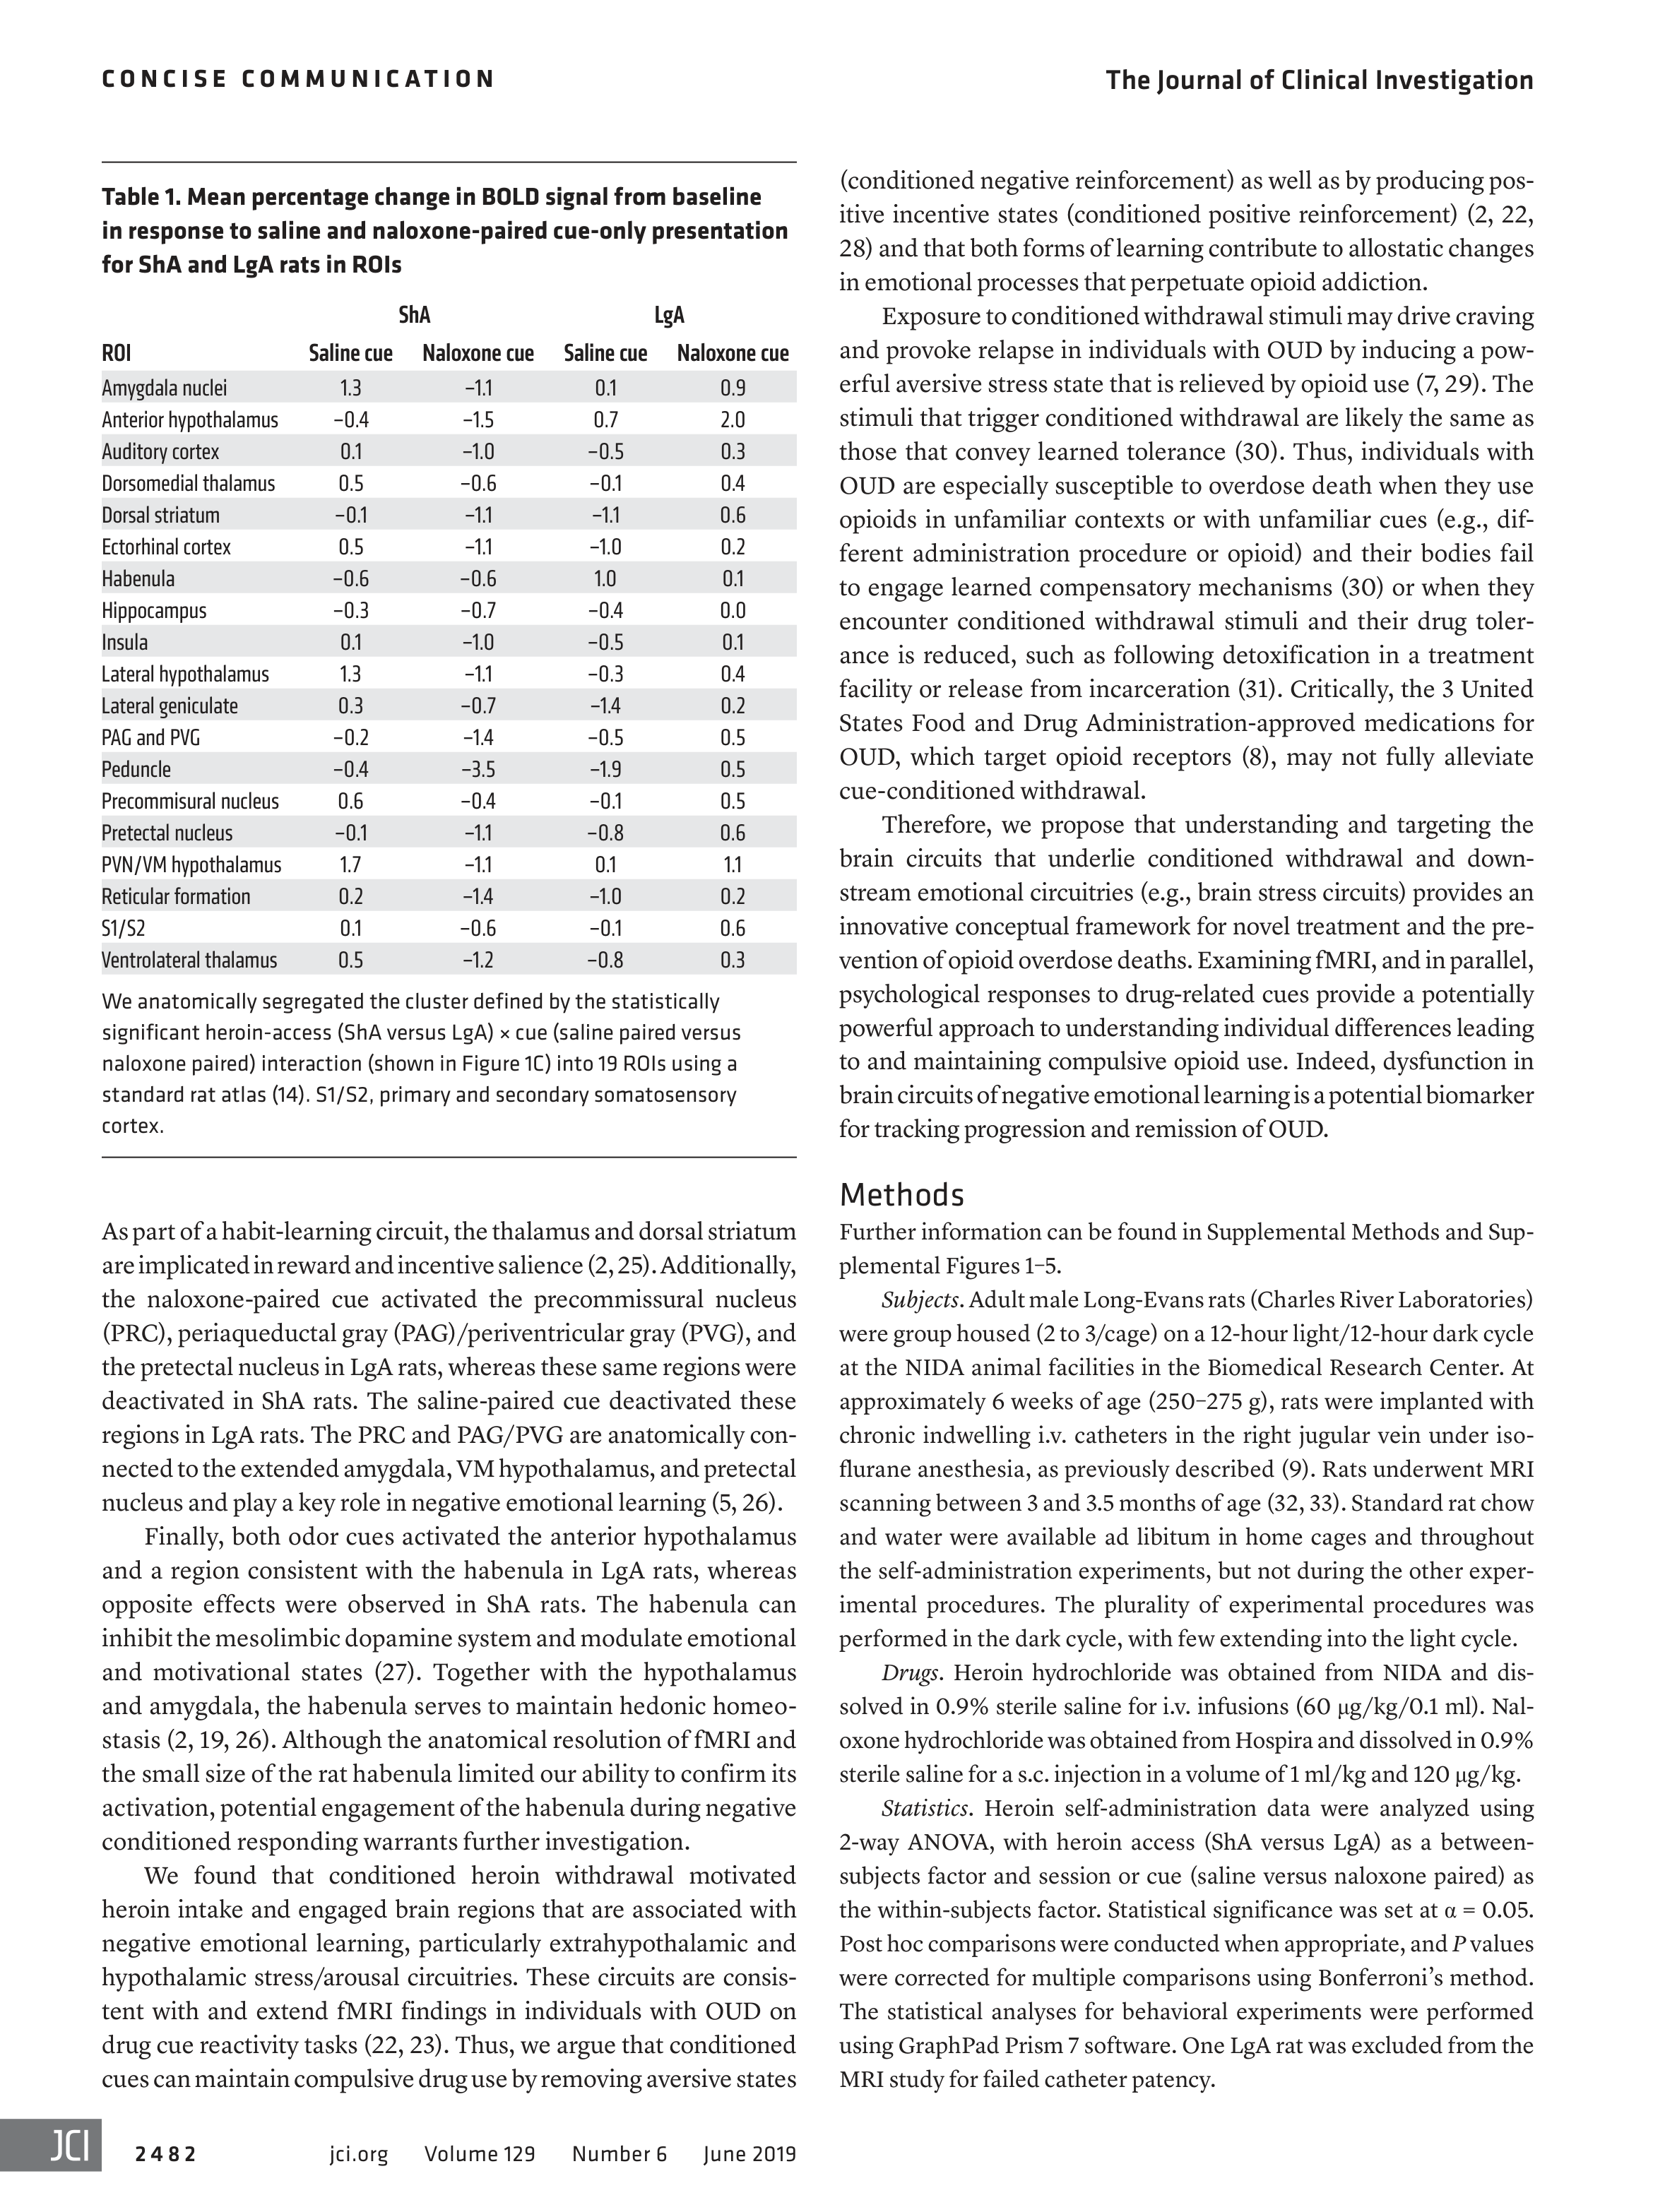 CONCISE COMMUNICATION
The Journal of Clinical Investigation
Table 1. Mean percentage change in BOLD signal from baseline
in response to saline and naloxone-paired cue-only presentation
for ShA and LgA rats in ROIs
ShA LgA
ROI Saline cue Naloxone cue Saline cue Naloxone cue
Amygdala nuclei 1.3 −1.1 0.1 0.9
Anterior hypothalamus −0.4 −1.5 0.7 2.0
Auditory cortex 0.1 −1.0 −0.5 0.3
Dorsomedial thalamus 0.5 −0.6 −0.1 0.4
Dorsal striatum −0.1 −1.1 −1.1 0.6
Ectorhinal cortex 0.5 −1.1 −1.0 0.2
Habenula −0.6 −0.6 1.0 0.1
Hippocampus −0.3 −0.7 −0.4 0.0
Insula 0.1 −1.0 −0.5 0.1
Lateral hypothalamus 1.3 −1.1 −0.3 0.4
Lateral geniculate 0.3 −0.7 −1.4 0.2
PAG and PVG −0.2 −1.4 −0.5 0.5
Peduncle −0.4 −3.5 −1.9 0.5
Precommisural nucleus 0.6 −0.4 −0.1 0.5
Pretectal nucleus −0.1 −1.1 −0.8 0.6
PVN/VM hypothalamus 1.7 −1.1 0.1 1.1
Reticular formation 0.2 −1.4 −1.0 0.2
S1/S2 0.1 −0.6 −0.1 0.6
Ventrolateral thalamus 0.5 −1.2 −0.8 0.3
We anatomically segregated the cluster defined by the statistically
significant heroin-access (ShA versus LgA) × cue (saline paired versus
naloxone paired) interaction (shown in Figure 1C) into 19 ROIs using a
standard rat atlas (14). S1/S2, primary and secondary somatosensory
cortex.
As part of a habit-learning circuit, the thalamus and dorsal striatum
are implicated in reward and incentive salience (2, 25). Additionally,
the naloxone-paired cue activated the precommissural nucleus
(PRC), periaqueductal gray (PAG)/periventricular gray (PVG), and
the pretectal nucleus in LgA rats, whereas these same regions were
deactivated in ShA rats. The saline-paired cue deactivated these
regions in LgA rats. The PRC and PAG/PVG are anatomically con-
nected to the extended amygdala, VM hypothalamus, and pretectal
nucleus and play a key role in negative emotional learning (5, 26).
Finally, both odor cues activated the anterior hypothalamus
and a region consistent with the habenula in LgA rats, whereas
opposite effects were observed in ShA rats. The habenula can
inhibit the mesolimbic dopamine system and modulate emotional
and motivational states (27). Together with the hypothalamus
and amygdala, the habenula serves to maintain hedonic homeo-
stasis (2, 19, 26). Although the anatomical resolution of fMRI and
the small size of the rat habenula limited our ability to confirm its
activation, potential engagement of the habenula during negative
conditioned responding warrants further investigation.
We found that conditioned heroin withdrawal motivated
heroin intake and engaged brain regions that are associated with
negative emotional learning, particularly extrahypothalamic and
hypothalamic stress/arousal circuitries. These circuits are consis-
tent with and extend fMRI findings in individuals with OUD on
drug cue reactivity tasks (22, 23). Thus, we argue that conditioned
cues can maintain compulsive drug use by removing aversive states
(conditioned negative reinforcement) as well as by producing pos-
itive incentive states (conditioned positive reinforcement) (2, 22,
28) and that both forms of learning contribute to allostatic changes
in emotional processes that perpetuate opioid addiction.
Exposure to conditioned withdrawal stimuli may drive craving
and provoke relapse in individuals with OUD by inducing a pow-
erful aversive stress state that is relieved by opioid use (7, 29). The
stimuli that trigger conditioned withdrawal are likely the same as
those that convey learned tolerance (30). Thus, individuals with
OUD are especially susceptible to overdose death when they use
opioids in unfamiliar contexts or with unfamiliar cues (e.g., dif-
ferent administration procedure or opioid) and their bodies fail
to engage learned compensatory mechanisms (30) or when they
encounter conditioned withdrawal stimuli and their drug toler-
ance is reduced, such as following detoxification in a treatment
facility or release from incarceration (31). Critically, the 3 United
States Food and Drug Administration-approved medications for
OUD, which target opioid receptors (8), may not fully alleviate
cue-conditioned withdrawal.
Therefore, we propose that understanding and targeting the
brain circuits that underlie conditioned withdrawal and down-
stream emotional circuitries (e.g., brain stress circuits) provides an
innovative conceptual framework for novel treatment and the pre-
vention of opioid overdose deaths. Examining fMRI, and in parallel,
psychological responses to drug-related cues provide a potentially
powerful approach to understanding individual differences leading
to and maintaining compulsive opioid use. Indeed, dysfunction in
brain circuits of negative emotional learning is a potential biomarker
for tracking progression and remission of OUD.
Methods
Further information can be found in Supplemental Methods and Sup-
plemental Figures 1–5.
Subjects. Adult male Long-Evans rats (Charles River Laboratories)
were group housed (2 to 3/cage) on a 12-hour light/12-hour dark cycle
at the NIDA animal facilities in the Biomedical Research Center. At
approximately 6 weeks of age (250–275 g), rats were implanted with
chronic indwelling i.v. catheters in the right jugular vein under iso-
flurane anesthesia, as previously described (9). Rats underwent MRI
scanning between 3 and 3.5 months of age (32, 33). Standard rat chow
and water were available ad libitum in home cages and throughout
the self-administration experiments, but not during the other exper-
imental procedures. The plurality of experimental procedures was
performed in the dark cycle, with few extending into the light cycle.
Drugs. Heroin hydrochloride was obtained from NIDA and dis-
solved in 0.9% sterile saline for i.v. infusions (60 μg/kg/0.1 ml). Nal-
oxone hydrochloride was obtained from Hospira and dissolved in 0.9%
sterile saline for a s.c. injection in a volume of 1 ml/kg and 120 μg/kg.
Statistics. Heroin self-administration data were analyzed using
2-way ANOVA, with heroin access (ShA versus LgA) as a between-
subjects factor and session or cue (saline versus naloxone paired) as
the within-subjects factor. Statistical significance was set at α = 0.05.
Post hoc comparisons were conducted when appropriate, and P values
were corrected for multiple comparisons using Bonferroni’s method.
The statistical analyses for behavioral experiments were performed
using GraphPad Prism 7 software. One LgA rat was excluded from the
MRI study for failed catheter patency.
JCI 2482 jci.org Volume 129 Number 6 June 2019